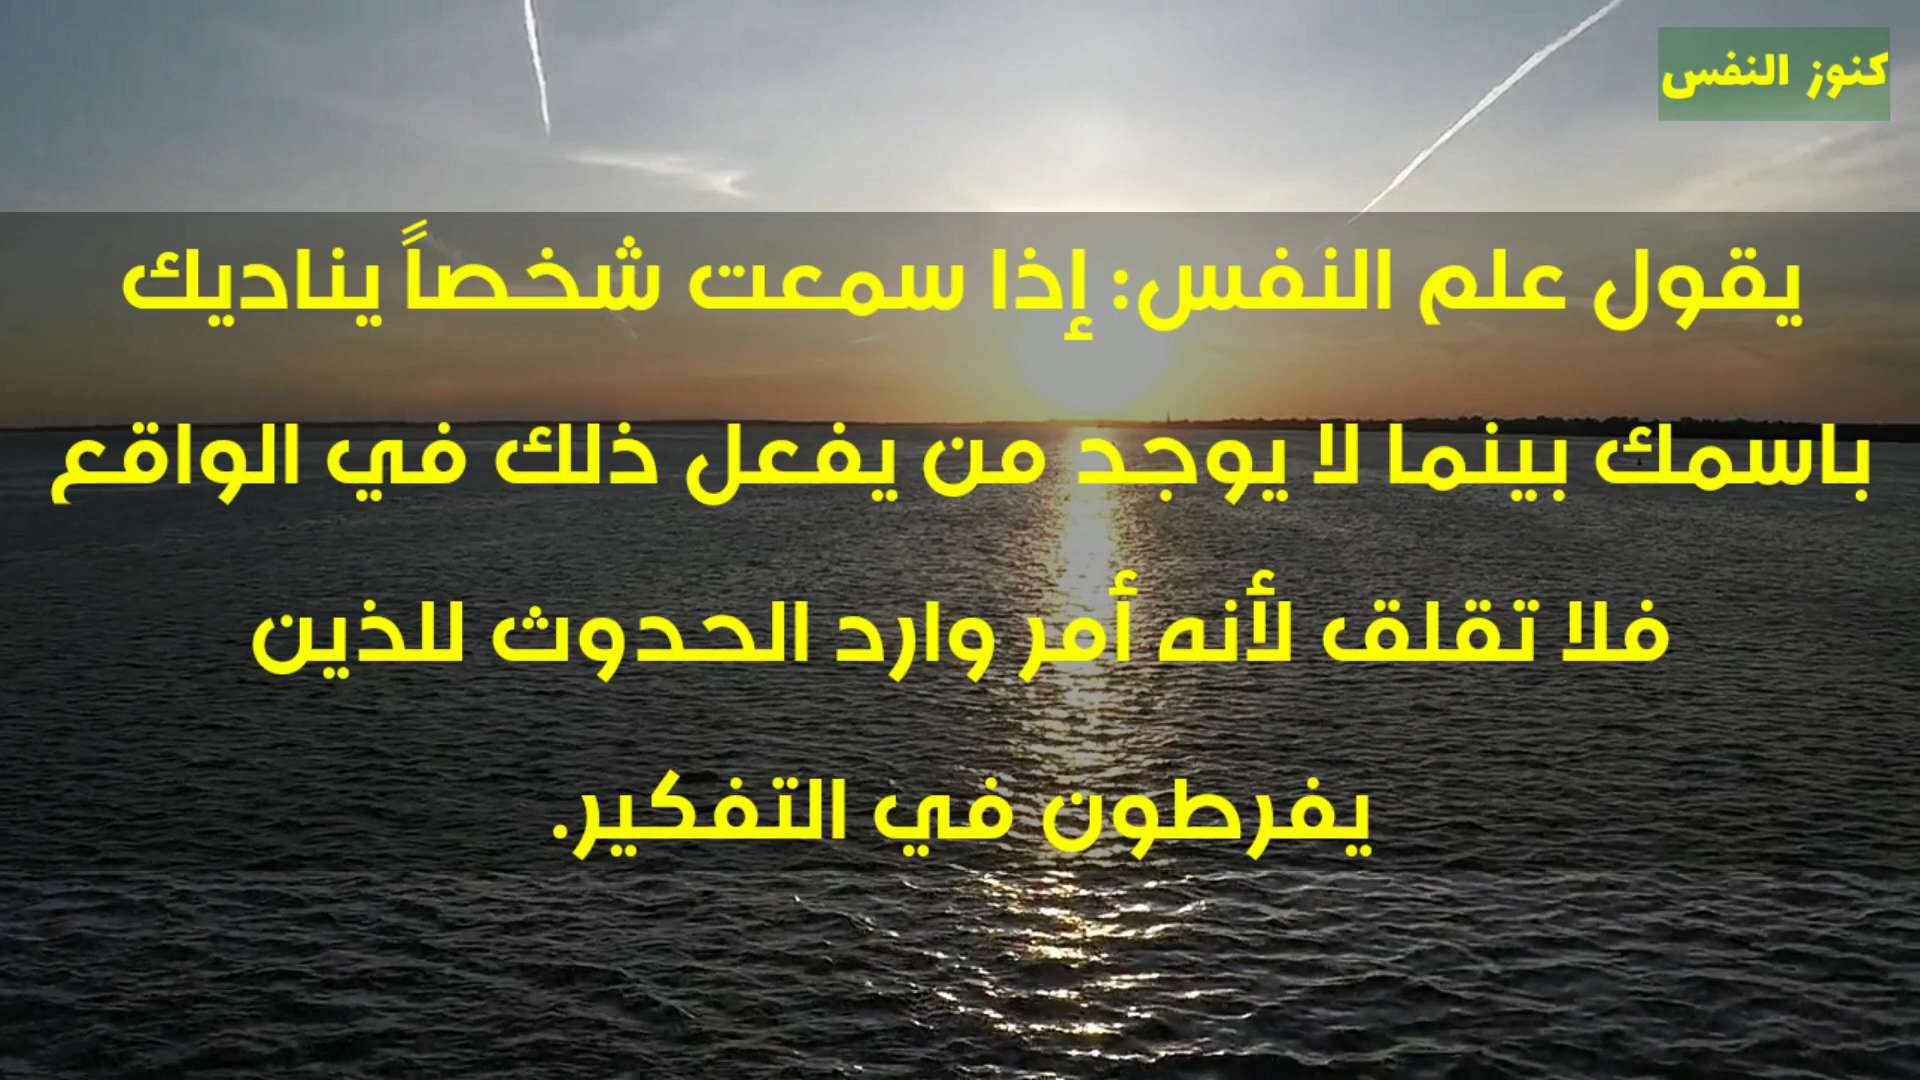 كنوز النفس
يقول علم النفس: إذا سمعت شخصاً يناديك
باسمك بينما لا يوجد من يفعل ذلك في الواقع
فلا تقلق لأنه أمر وارد الحدوث للذين
يفرطون في التفكير.